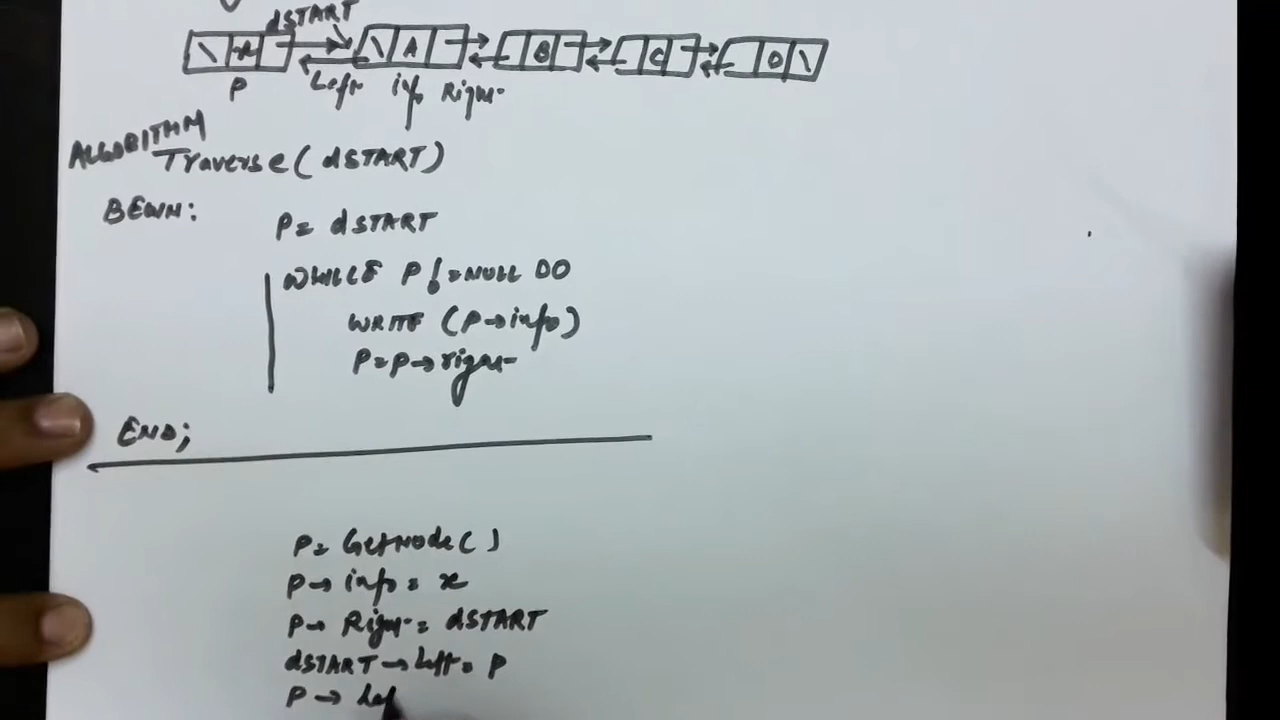 dSTART
x A B C D
P Left info Right
ALGORITHM
Traverse( dSTART)
BEGIN:
P= dSTART
WHILE P != NULL DO
WRITE (P→info)
P=P→right
END;
P= GetNode( )
P→ info = x
P→ Right= dSTART
dSTART→Left= P
P→ Lef